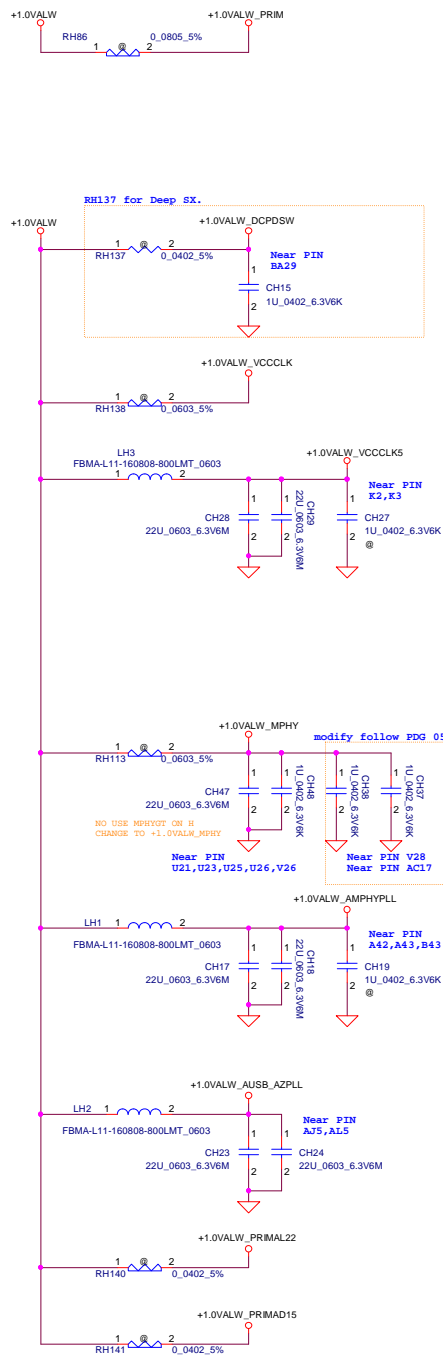 +1.0VALW +1.0VALW_PRIM
RH86 0_0805_5%
1 @ 2
RH137 for Deep SX.
+1.0VALW +1.0VALW_DCPDSW
1 @ 2
RH137 0_0402_5%
Near PIN
BA29
1
CH15
1U_0402_6.3V6K
2
+1.0VALW_VCCCLK
1 @ 2
RH138 0_0603_5%
LH3
FBMA-L11-160808-800LMT_0603
1 2
+1.0VALW_VCCCLK5
Near PIN
K2,K3
1
CH28
22U_0603_6.3V6M
2
1
CH29
22U_0603_6.3V6M
2
1
CH27
1U_0402_6.3V6K
2
@
+1.0VALW_MPHY
modify follow PDG 05
1 @ 2
RH113 0_0603_5%
1
CH47
22U_0603_6.3V6M
2
1
CH48
1U_0402_6.3V6K
2
1
CH38
1U_0402_6.3V6K
2
1
CH37
1U_0402_6.3V6K
2
NO USE MPHYGT ON H
CHANGE TO +1.0VALW_MPHY
Near PIN
U21,U23,U25,U26,V26
Near PIN V28
Near PIN AC17
+1.0VALW_AMPHYPLL
LH1 1 2
FBMA-L11-160808-800LMT_0603
Near PIN
A42,A43,B43
1
CH17
22U_0603_6.3V6M
2
1
CH18
22U_0603_6.3V6M
2
1
CH19
1U_0402_6.3V6K
2
@
+1.0VALW_AUSB_AZPLL
LH2 1 2
FBMA-L11-160808-800LMT_0603
Near PIN
AJ5,AL5
1
CH23
22U_0603_6.3V6M
2
1
CH24
22U_0603_6.3V6M
2
+1.0VALW_PRIMAL22
1 @ 2
RH140 0_0402_5%
+1.0VALW_PRIMAD15
1 @ 2
RH141 0_0402_5%